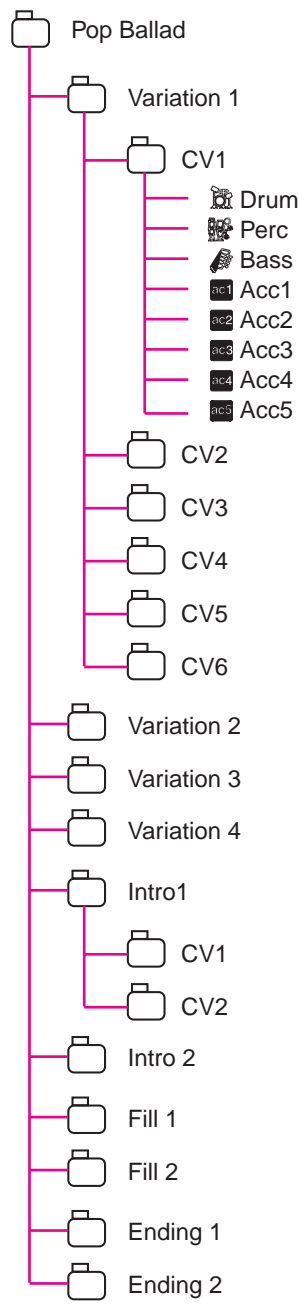 Pop Ballad
Variation 1
CV1
Drum
Perc
Bass
ac1 Acc1
ac2 Acc2
ac3 Acc3
ac4 Acc4
ac5 Acc5
CV2
CV3
CV4
CV5
CV6
Variation 2
Variation 3
Variation 4
Intro1
CV1
CV2
Intro 2
Fill 1
Fill 2
Ending 1
Ending 2